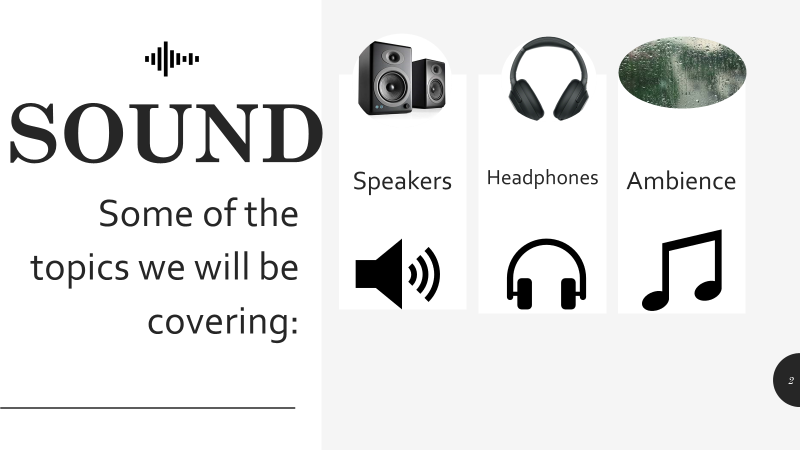 SOUND
Some of the
topics we will be
covering:
Speakers
Headphones
Ambience
2